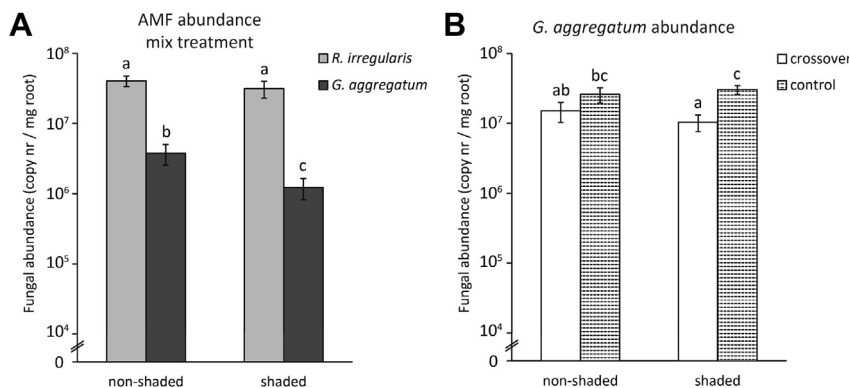 A
AMF abundance
mix treatment
Fungal abundance (copy nr / mg root)
10⁸
10⁷
10⁶
10⁵
10⁴
0
a
b
a
c
R. irregularis
G. aggregatum
non-shaded
shaded
B
G. aggregatum abundance
Fungal abundance (copy nr / mg root)
10⁸
10⁷
10⁶
10⁵
10⁴
0
ab
bc
a
c
crossover
control
non-shaded
shaded